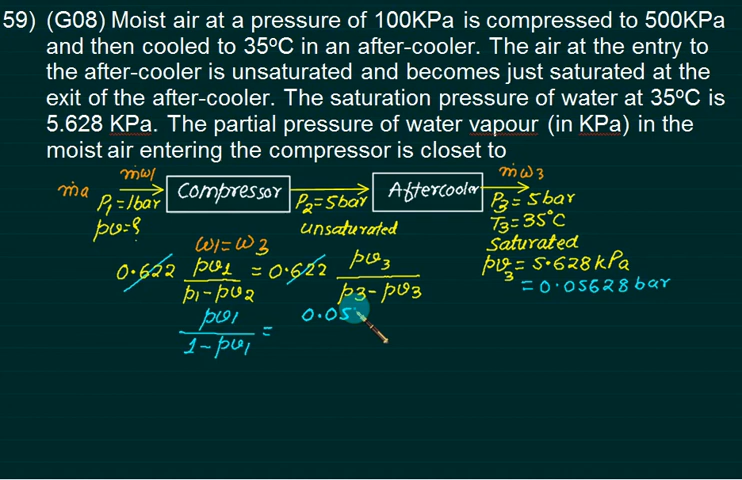 59) (G08) Moist air at a pressure of 100KPa is compressed to 500KPa
and then cooled to 35ºC in an after-cooler. The air at the entry to
the after-cooler is unsaturated and becomes just saturated at the
exit of the after-cooler. The saturation pressure of water at 35ºC is
5.628 KPa. The partial pressure of water vapour (in KPa) in the
moist air entering the compressor is closet to
ṁa ṁω1 Compressor Aftercooler ṁω3
P₁=1bar P₂=5bar P₃=5bar
pv=? unsaturated T₃=35°C
Saturated
ω1=ω3 pv₃=5.628kPa
=0.05628bar
0.622 pv1/(p1-pv2) = 0.622 pv3/(p3-pv3)
pv1/(1-pv1) = 0.05